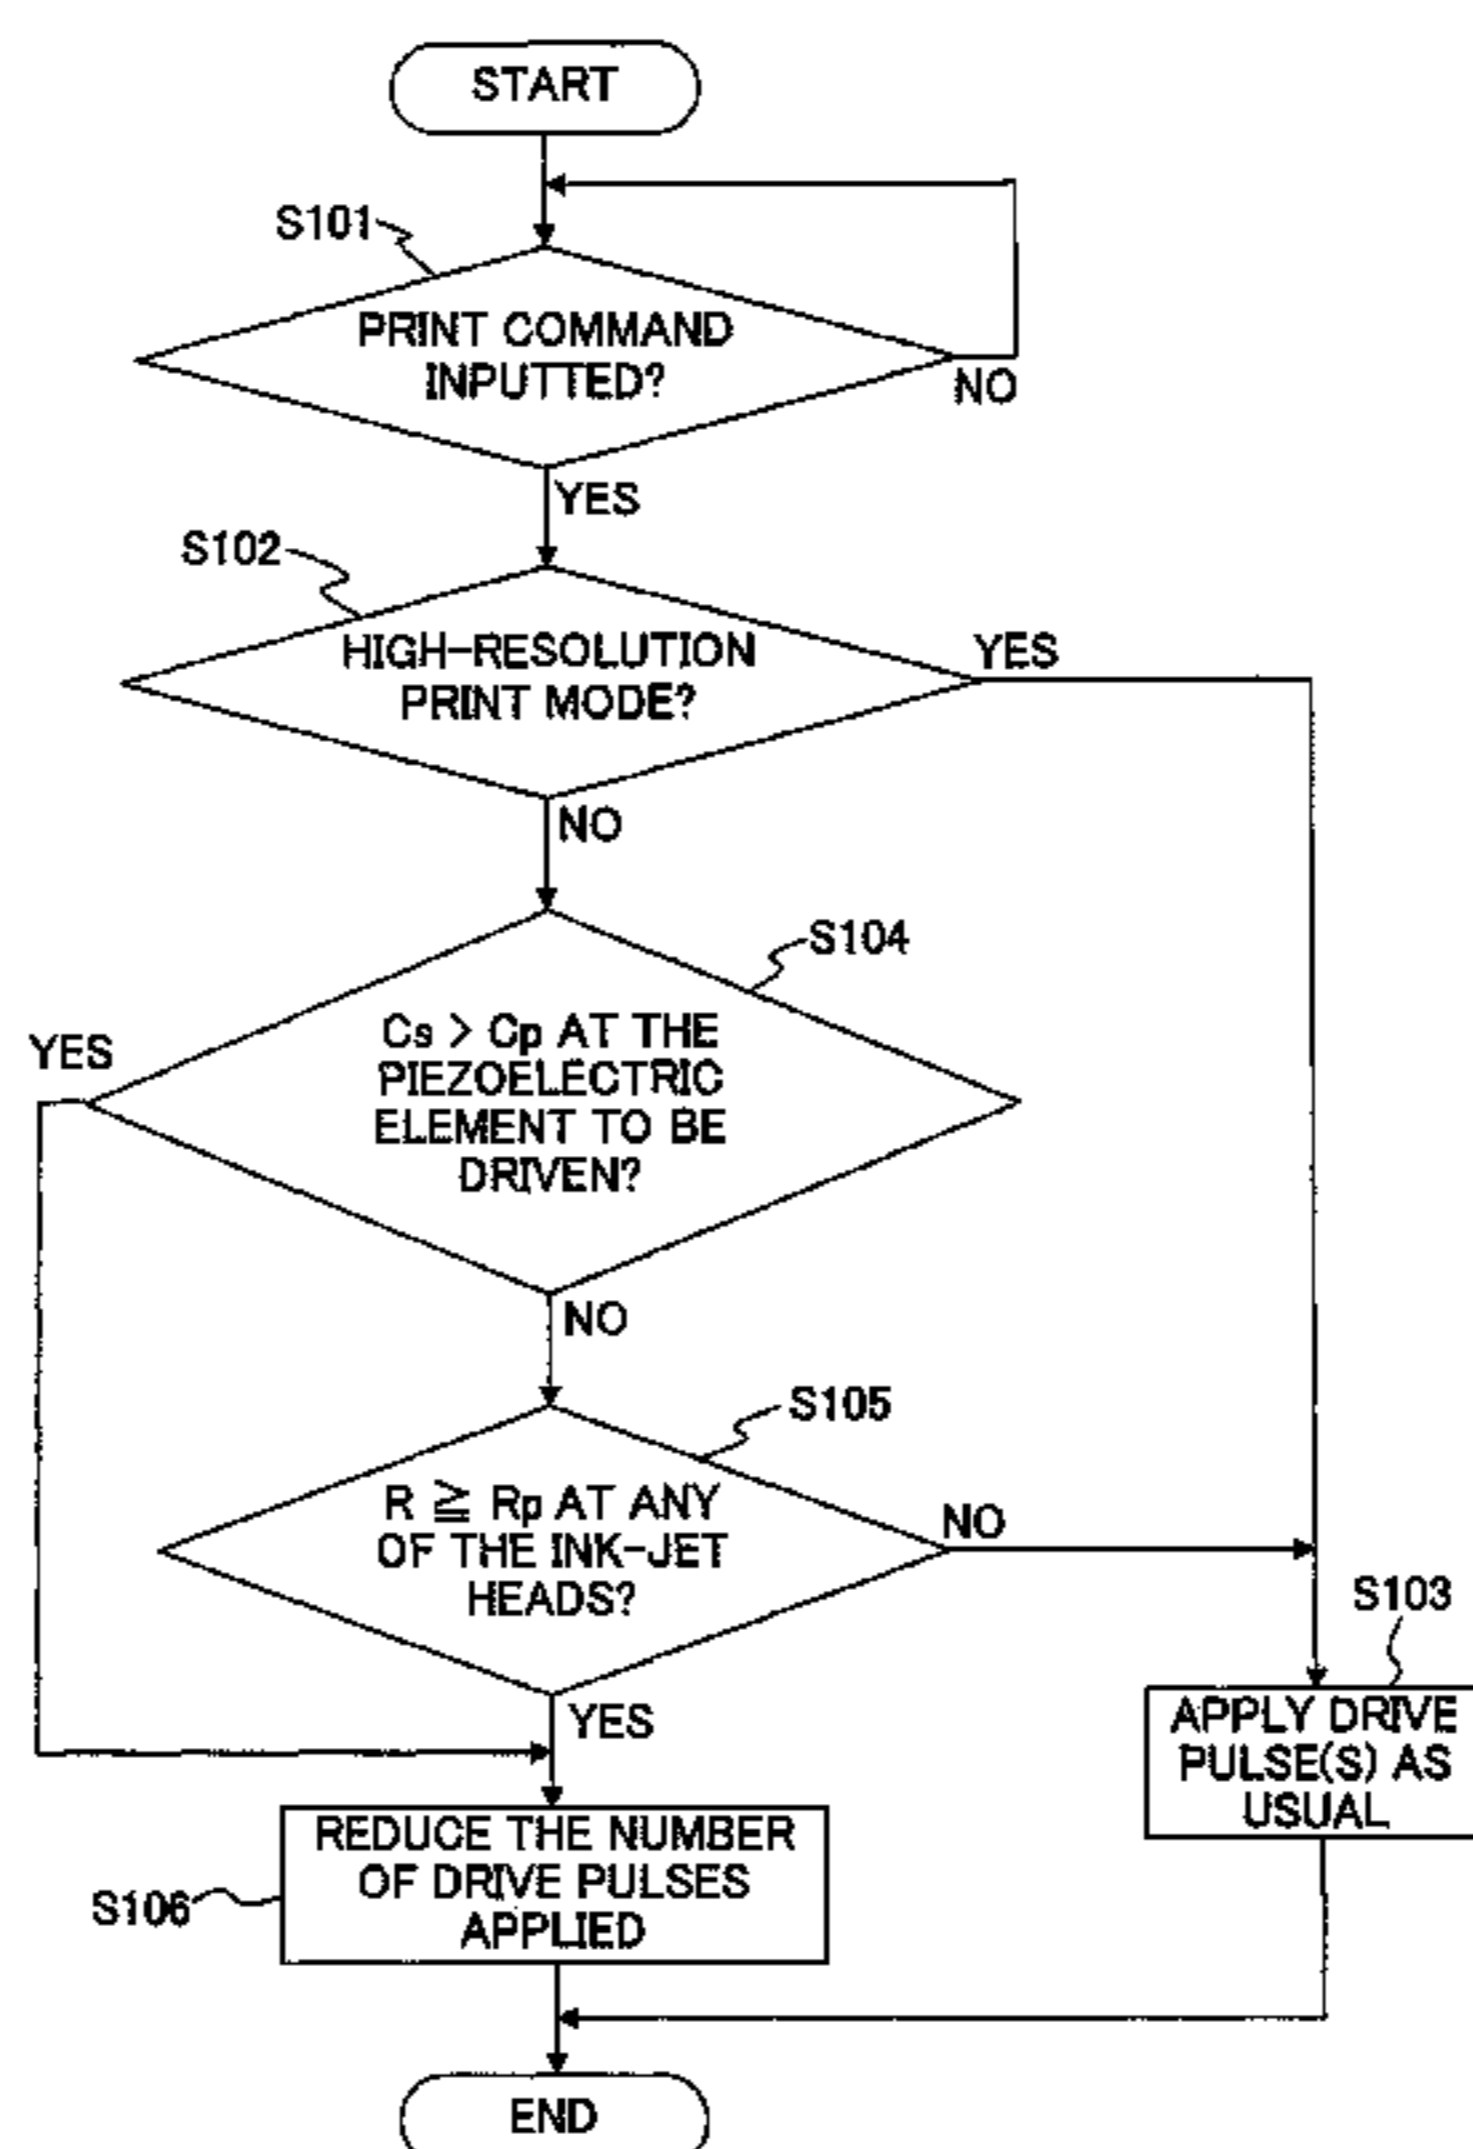 START
S101
PRINT COMMAND
INPUTTED?
NO
YES
S102
HIGH-RESOLUTION
PRINT MODE?
YES
NO
S104
Cs > Cp AT THE
PIEZOELECTRIC
ELEMENT TO BE
DRIVEN?
YES
NO
S105
R ≧ Rp AT ANY
OF THE INK-JET
HEADS?
NO
YES
S103
APPLY DRIVE
PULSE(S) AS
USUAL
REDUCE THE NUMBER
OF DRIVE PULSES
APPLIED
S106
END